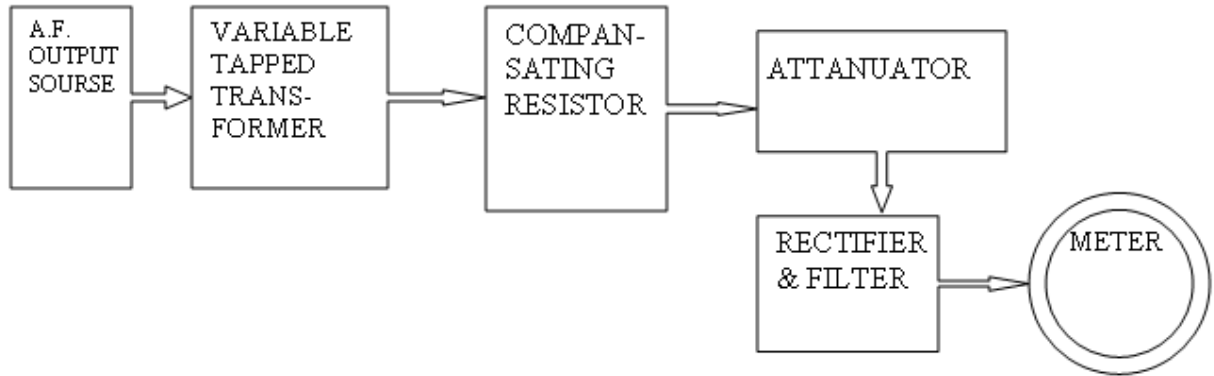 A.F.
OUTPUT
SOURSE
VARIABLE
TAPPED
TRANS-
FORMER
COMPAN-
SATING
RESISTOR
ATTANUATOR
RECTIFIER
& FILTER
METER